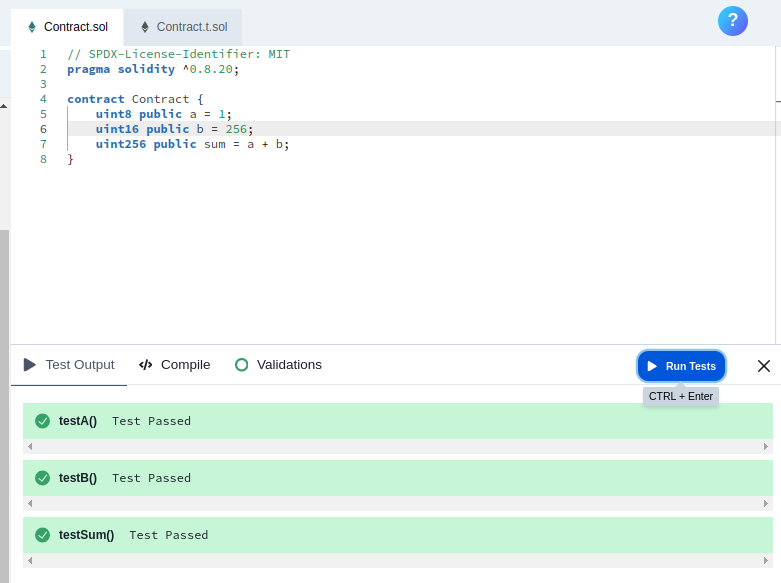 Contract.sol Contract.t.sol ?
1 // SPDX-License-Identifier: MIT
2 pragma solidity ^0.8.20;
3
4 contract Contract {
5 uint8 public a = 1;
6 uint16 public b = 256;
7 uint256 public sum = a + b;
8 }
Test Output </> Compile Validations Run Tests
CTRL + Enter
testA() Test Passed
testB() Test Passed
testSum() Test Passed